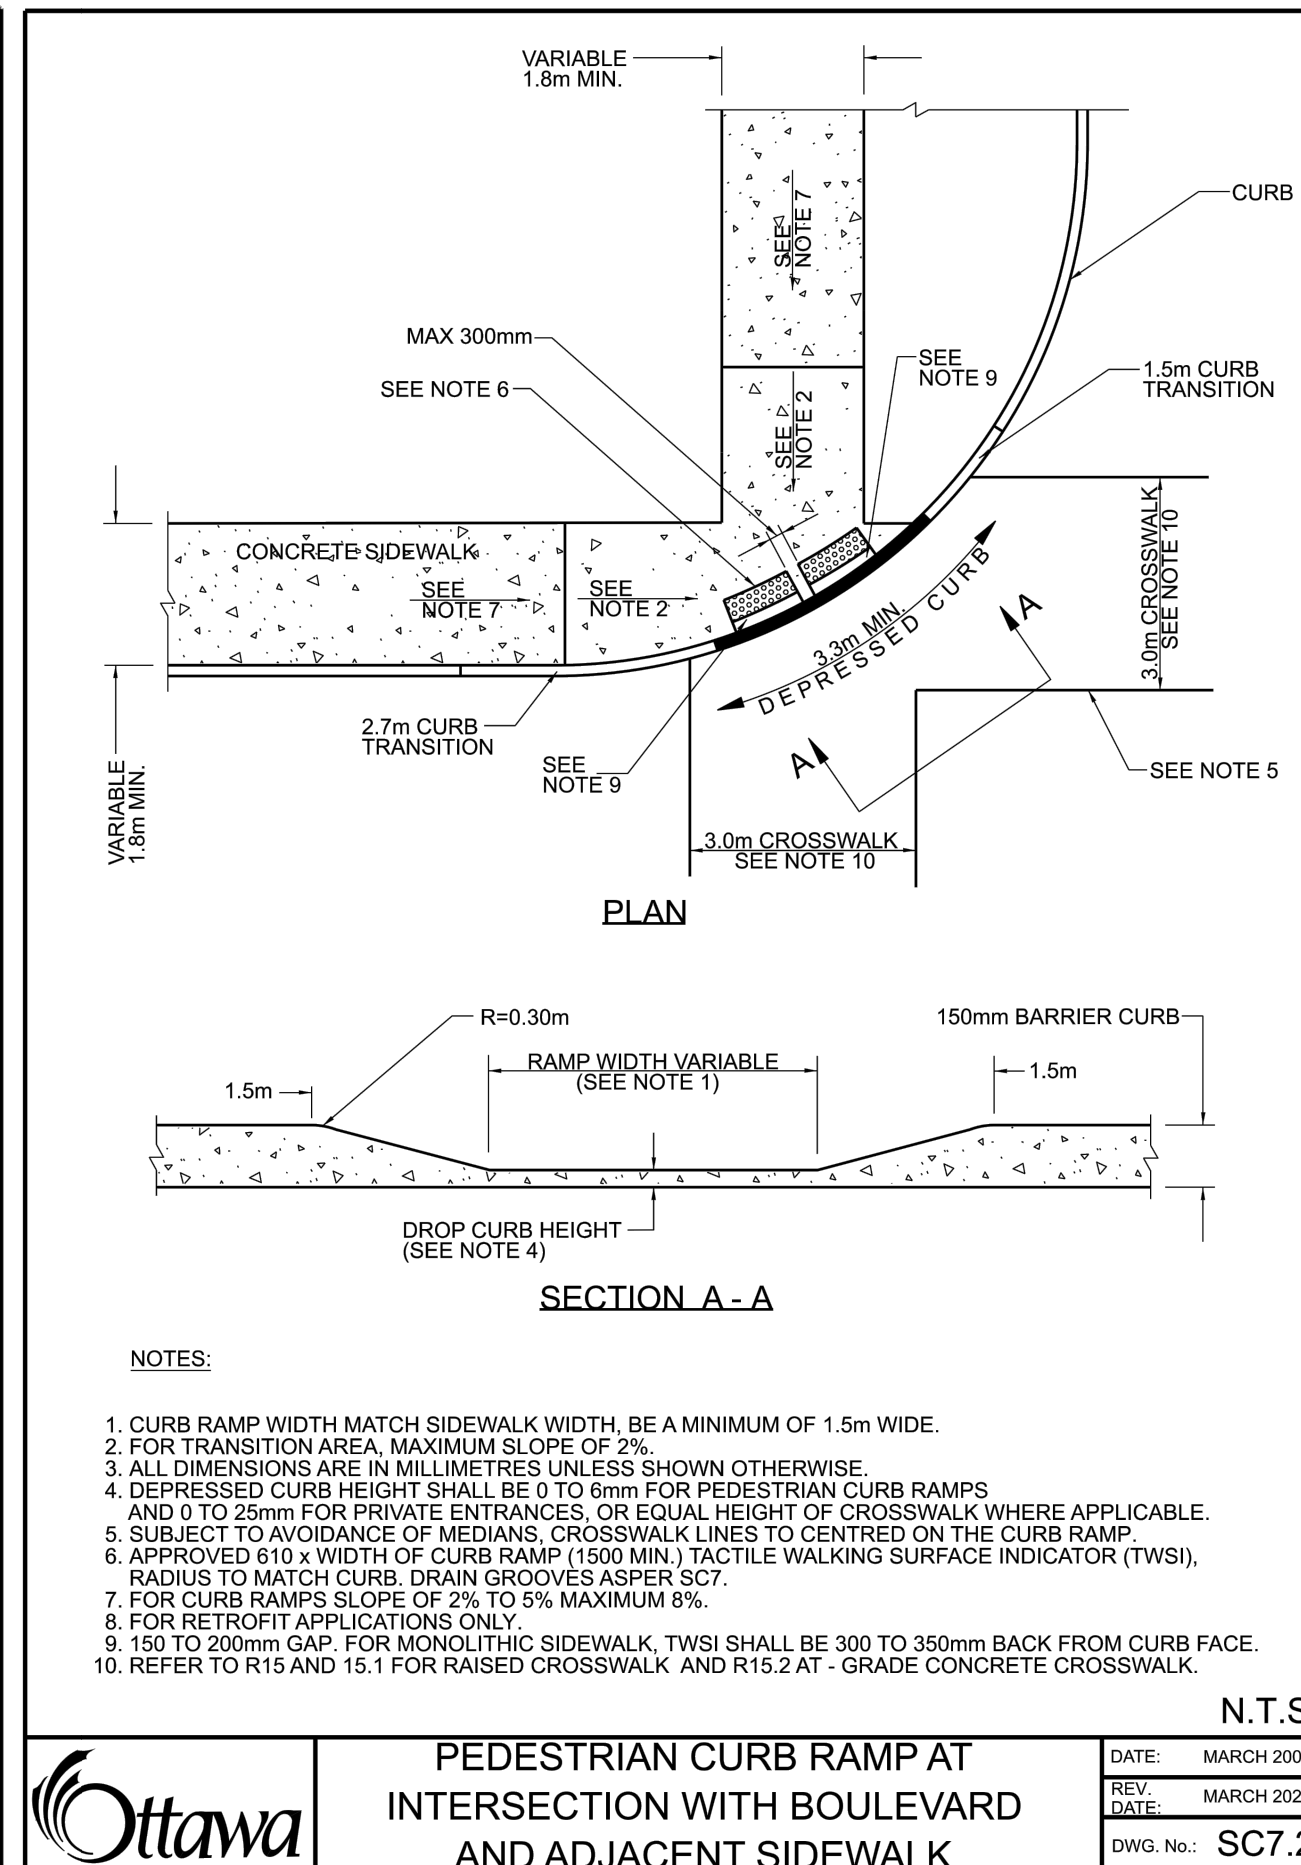 VARIABLE
1.8m MIN.
CURB
SEE
NOTE 7
MAX 300mm
SEE NOTE 6
SEE
NOTE 9
1.5m CURB
TRANSITION
SEE
NOTE 2
CONCRETE SIDEWALK
SEE
NOTE 7
SEE
NOTE 2
3.0m CROSSWALK
SEE NOTE 10
3.3m MIN.
DEPRESSED CURB
A
A
2.7m CURB
TRANSITION
SEE
NOTE 9
VARIABLE
1.8m MIN.
SEE NOTE 5
3.0m CROSSWALK
SEE NOTE 10
PLAN
R=0.30m
150mm BARRIER CURB
RAMP WIDTH VARIABLE
(SEE NOTE 1)
1.5m
1.5m
DROP CURB HEIGHT
(SEE NOTE 4)
SECTION A - A
NOTES:
1. CURB RAMP WIDTH MATCH SIDEWALK WIDTH, BE A MINIMUM OF 1.5m WIDE.
2. FOR TRANSITION AREA, MAXIMUM SLOPE OF 2%.
3. ALL DIMENSIONS ARE IN MILLIMETRES UNLESS SHOWN OTHERWISE.
4. DEPRESSED CURB HEIGHT SHALL BE 0 TO 6mm FOR PEDESTRIAN CURB RAMPS
AND 0 TO 25mm FOR PRIVATE ENTRANCES, OR EQUAL HEIGHT OF CROSSWALK WHERE APPLICABLE.
5. SUBJECT TO AVOIDANCE OF MEDIANS, CROSSWALK LINES TO CENTRED ON THE CURB RAMP.
6. APPROVED 610 x WIDTH OF CURB RAMP (1500 MIN.) TACTILE WALKING SURFACE INDICATOR (TWSI),
RADIUS TO MATCH CURB. DRAIN GROOVES ASPER SC7.
7. FOR CURB RAMPS SLOPE OF 2% TO 5% MAXIMUM 8%.
8. FOR RETROFIT APPLICATIONS ONLY.
9. 150 TO 200mm GAP. FOR MONOLITHIC SIDEWALK, TWSI SHALL BE 300 TO 350mm BACK FROM CURB FACE.
10. REFER TO R15 AND 15.1 FOR RAISED CROSSWALK AND R15.2 AT - GRADE CONCRETE CROSSWALK.
N.T.S
Ottawa
PEDESTRIAN CURB RAMP AT
INTERSECTION WITH BOULEVARD
AND ADJACENT SIDEWALK
DATE: MARCH 200
REV.
DATE: MARCH 202
DWG. No.: SC7.2